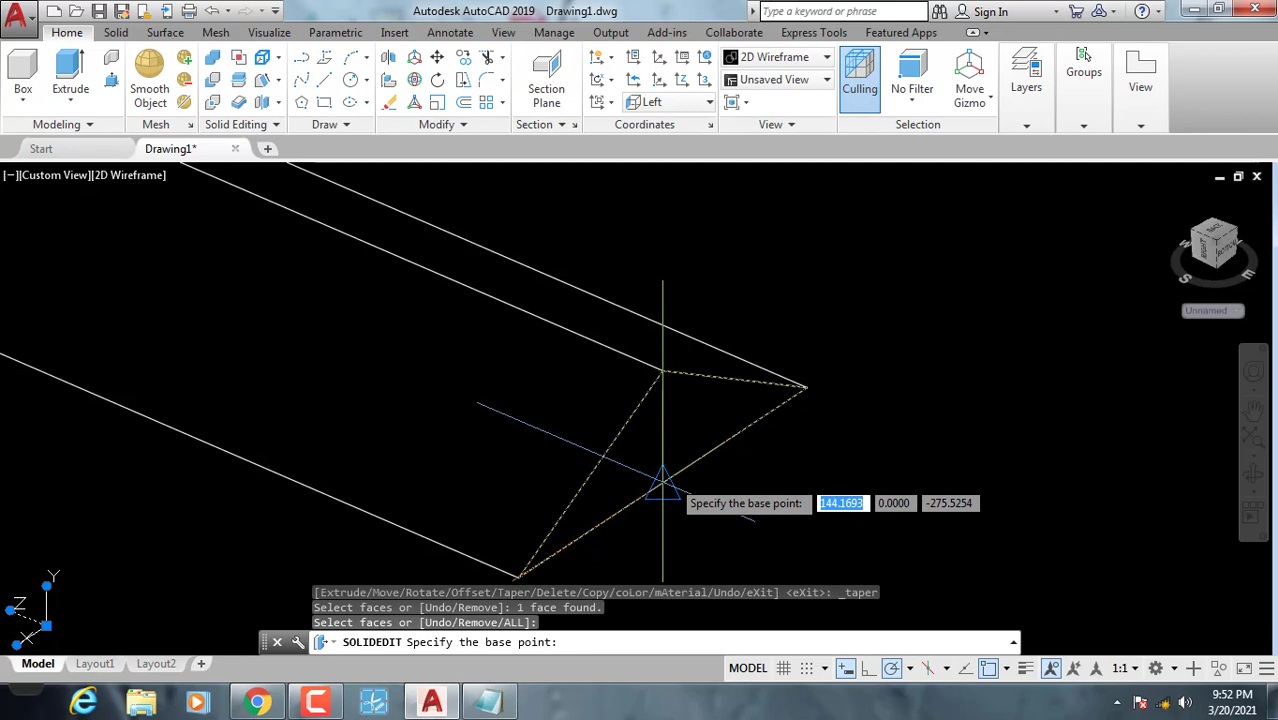 Autodesk AutoCAD 2019 Drawing1.dwg
Type a keyword or phrase
Sign In
Home Solid Surface Mesh Visualize Parametric Insert Annotate View Manage Add-ins Collaborate Express Tools Featured Apps
Box
Extrude
Smooth
Object
Section
Plane
2D Wireframe
Unsaved View
Left
Culling
No Filter
Move
Gizmo
Layers
Groups
View
Modeling
Mesh
Solid Editing
Draw
Modify
Section
Coordinates
View
Selection
Start
Drawing1*
[−][Custom View][2D Wireframe]
RIGHT
BACK
BOTTOM
S
E
Unnamed
Specify the base point: 144.1693 0.0000 -275.5254
Y
Z
X
[Extrude/Move/Rotate/Offset/Taper/Delete/Copy/coLor/mAterial/Undo/eXit] <eXit>: _taper
Select faces or [Undo/Remove]: 1 face found.
Select faces or [Undo/Remove/ALL]:
SOLIDEDIT Specify the base point:
Model Layout1 Layout2
MODEL
1:1
9:52 PM
3/20/2021